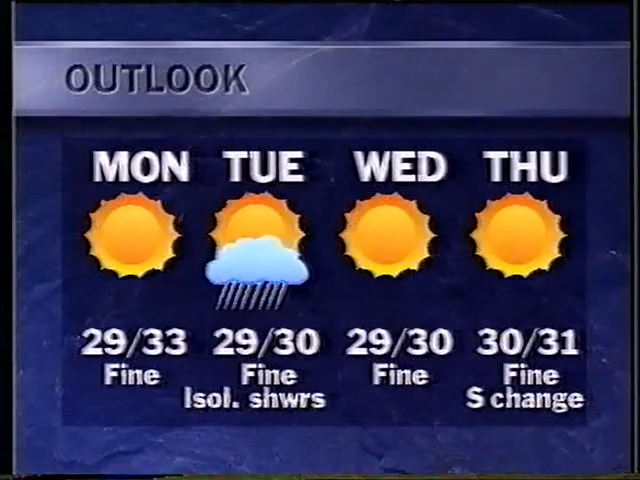 OUTLOOK
MON TUE WED THU
29/33 29/30 29/30 30/31
Fine Fine Fine Fine
Isol. shwrs S change